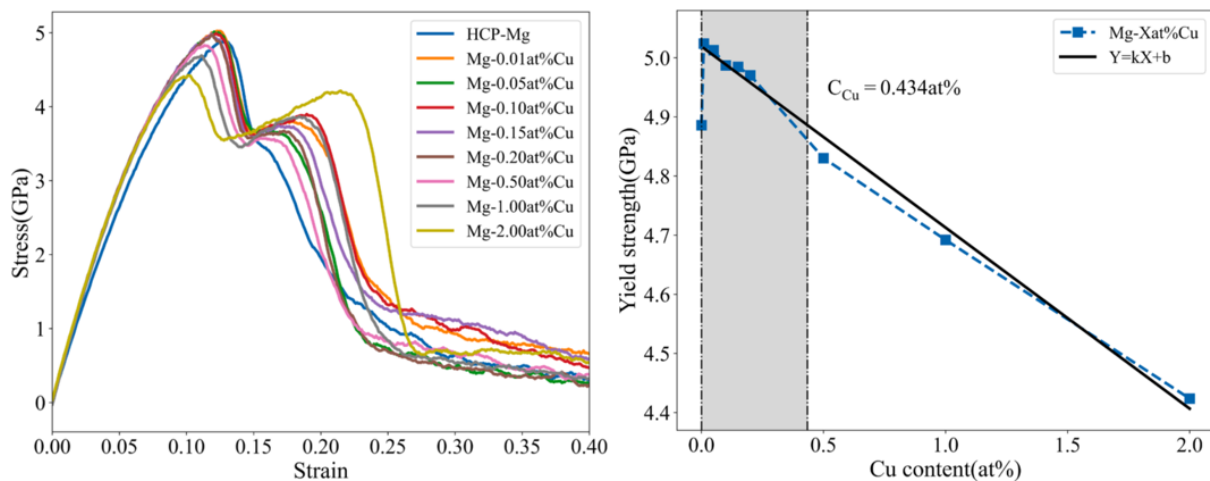 Stress(GPa)
5
4
3
2
1
0
0.00 0.05 0.10 0.15 0.20 0.25 0.30 0.35 0.40
Strain
HCP-Mg
Mg-0.01at%Cu
Mg-0.05at%Cu
Mg-0.10at%Cu
Mg-0.15at%Cu
Mg-0.20at%Cu
Mg-0.50at%Cu
Mg-1.00at%Cu
Mg-2.00at%Cu
Yield strength(GPa)
5.0
4.9
4.8
4.7
4.6
4.5
4.4
0.0 0.5 1.0 1.5 2.0
Cu content(at%)
Mg-Xat%Cu
Y=kX+b
C_Cu = 0.434at%